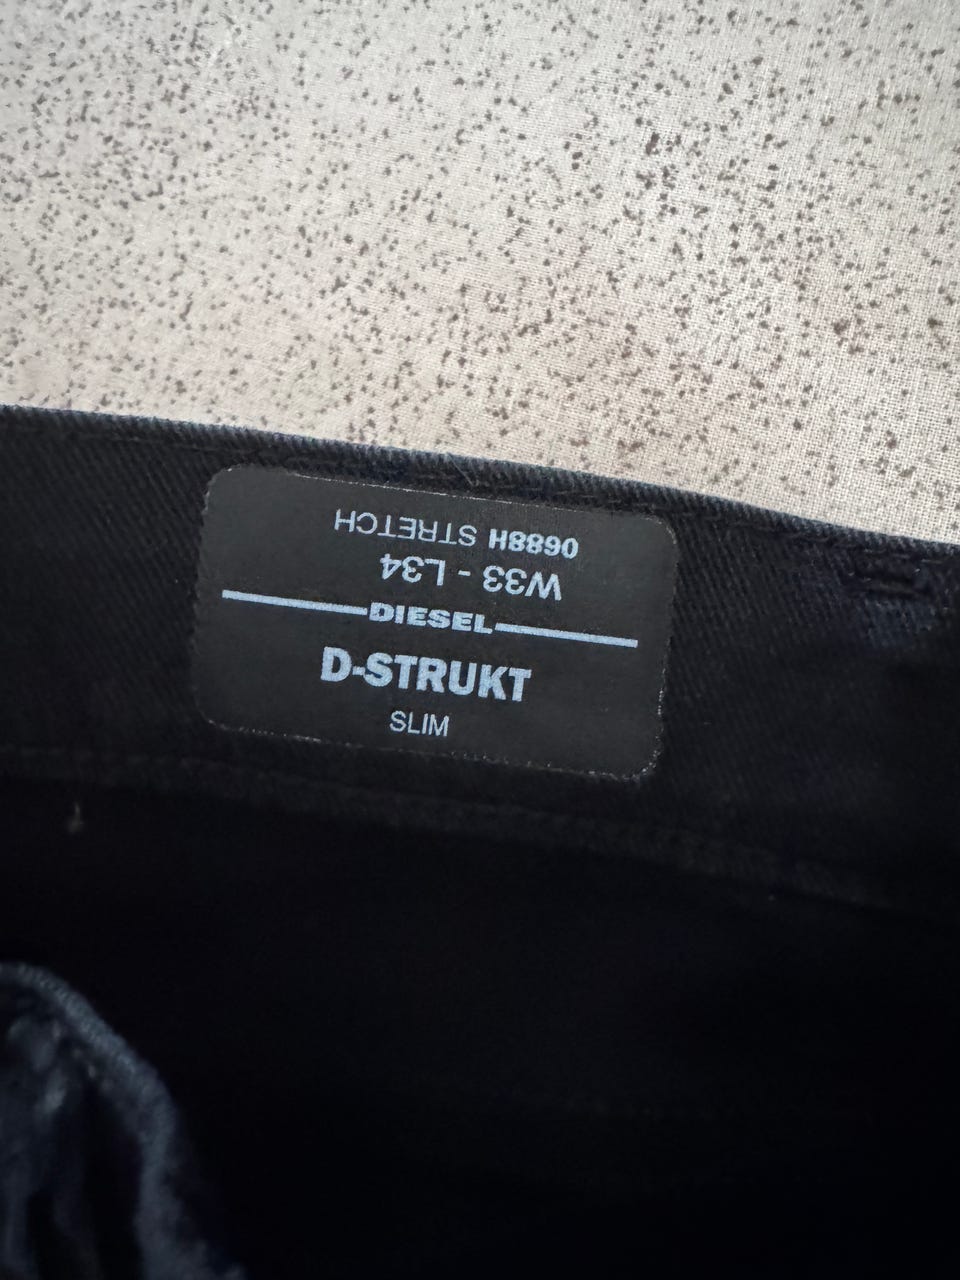 0688H STRETCH
W33 - L34
DIESEL
D-STRUKT
SLIM